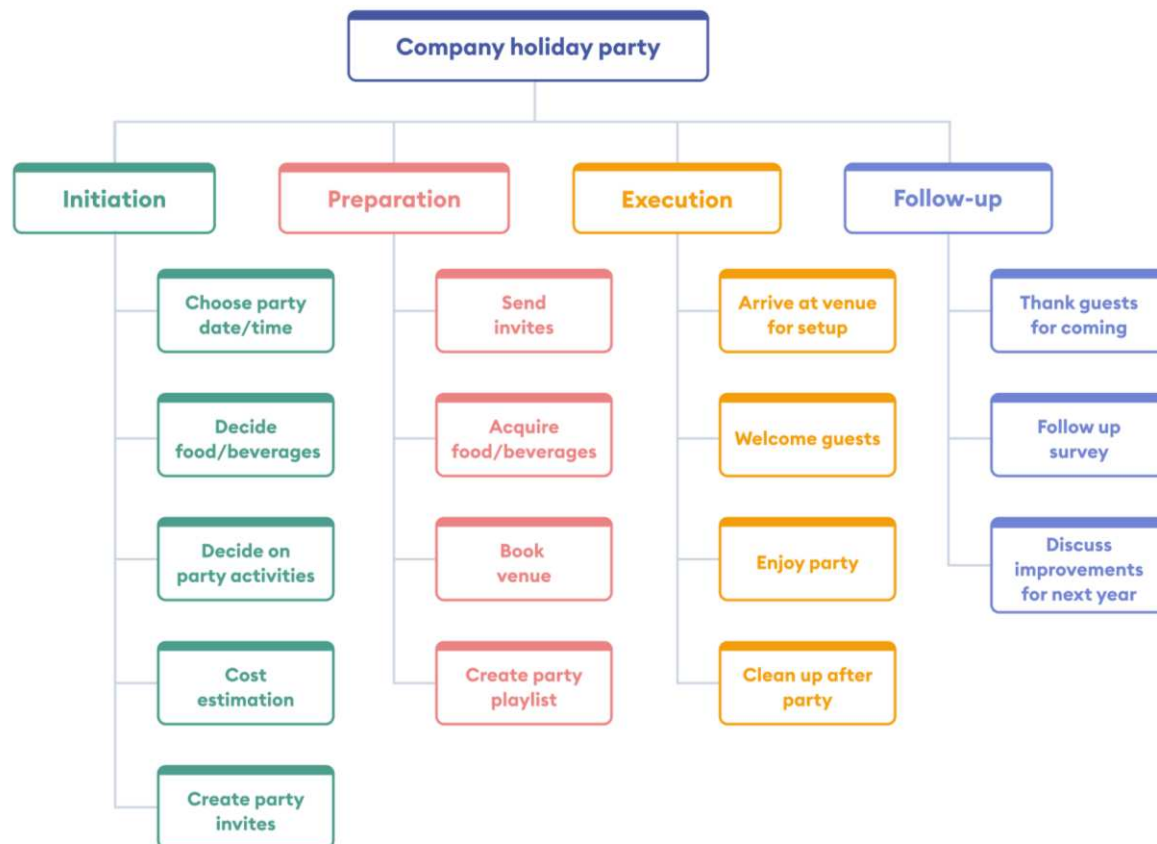 Company holiday party
Initiation
Choose party
date/time
Decide
food/beverages
Decide on
party activities
Cost
estimation
Create party
invites
Preparation
Send
invites
Acquire
food/beverages
Book
venue
Create party
playlist
Execution
Arrive at venue
for setup
Welcome guests
Enjoy party
Clean up after
party
Follow-up
Thank guests
for coming
Follow up
survey
Discuss
improvements
for next year